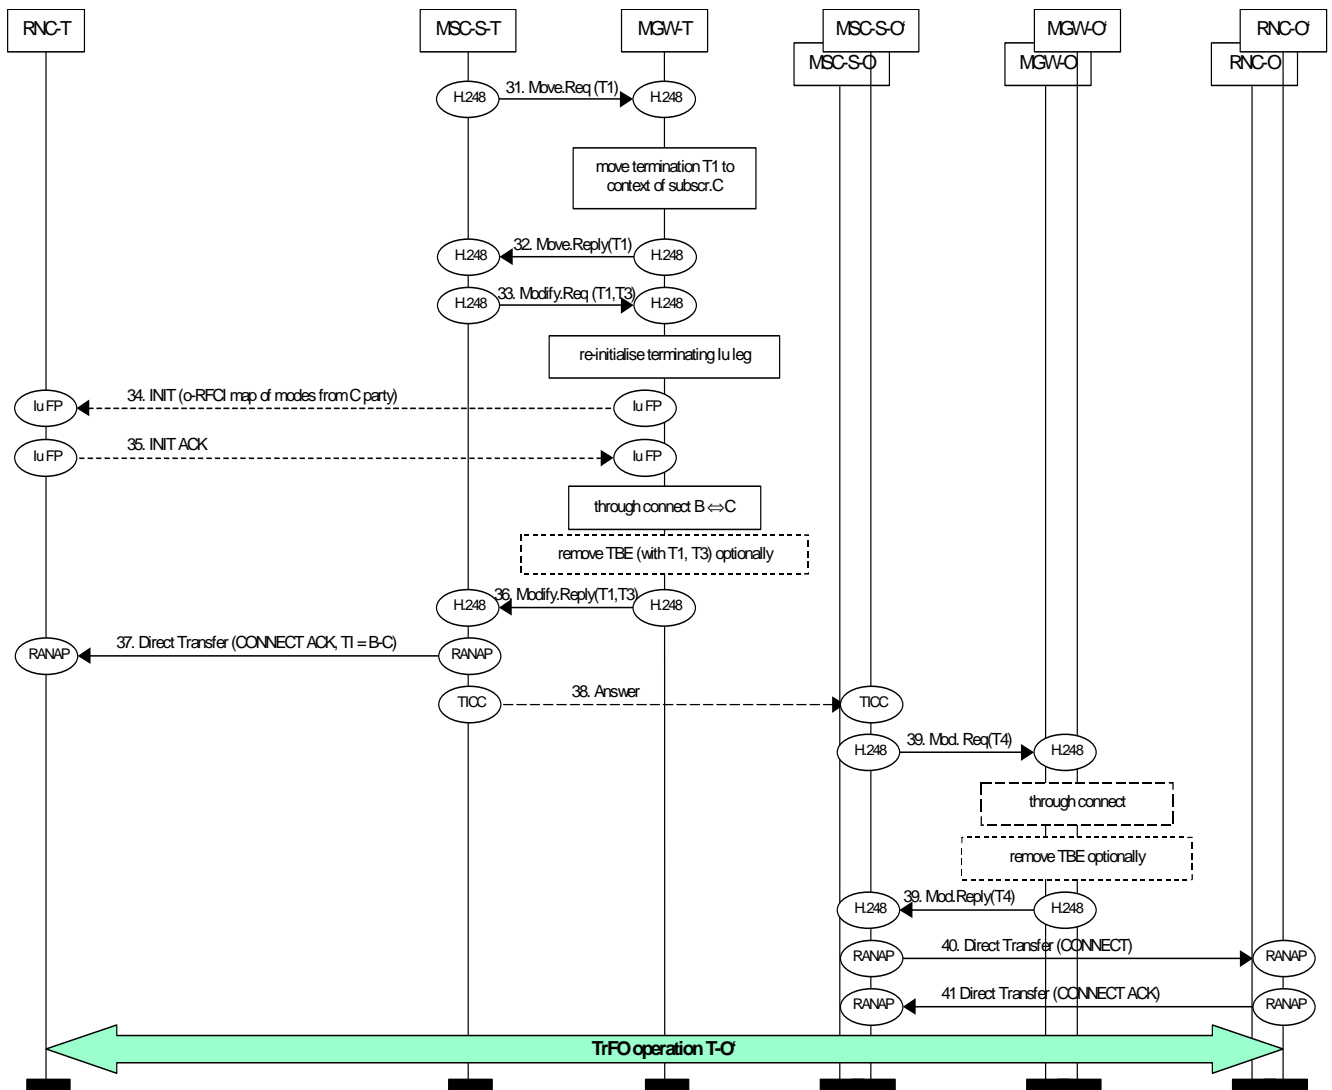 RNC-T
MSC-S-T
MGW-T
MSC-S-O'
MGW-O'
RNC-O'
MSC-S-O
MGW-O
RNC-O
31. Move.Req (T1)
H.248
H.248
move termination T1 to
context of subscr.C
32. Move.Reply(T1)
H.248
H.248
33. Modify.Req (T1,T3)
H.248
H.248
re-initialise terminating Iu leg
34. INIT (o-RFCI map of modes from C party)
Iu FP
Iu FP
35. INIT ACK
Iu FP
Iu FP
through connect B ⇔ C
remove TBE (with T1, T3) optionally
36. Modify.Reply(T1,T3)
H.248
H.248
37. Direct Transfer (CONNECT ACK, TI = B-C)
RANAP
RANAP
38. Answer
TICC
TICC
39. Mod. Req(T4)
H.248
H.248
through connect
remove TBE optionally
39. Mod.Reply(T4)
H.248
H.248
40. Direct Transfer (CONNECT)
RANAP
RANAP
41 Direct Transfer (CONNECT ACK)
RANAP
RANAP
TrFO operation T-O'